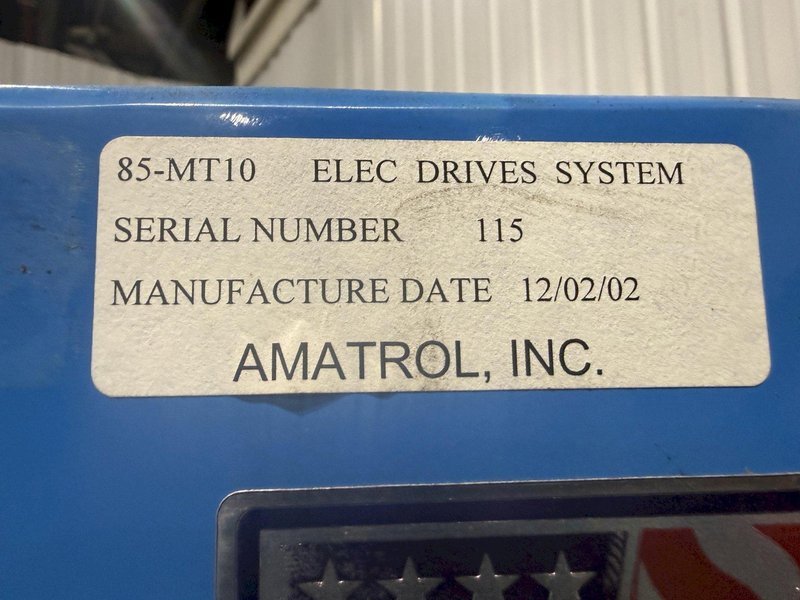 85-MT10 ELEC DRIVES SYSTEM
SERIAL NUMBER 115
MANUFACTURE DATE 12/02/02
AMATROL, INC.